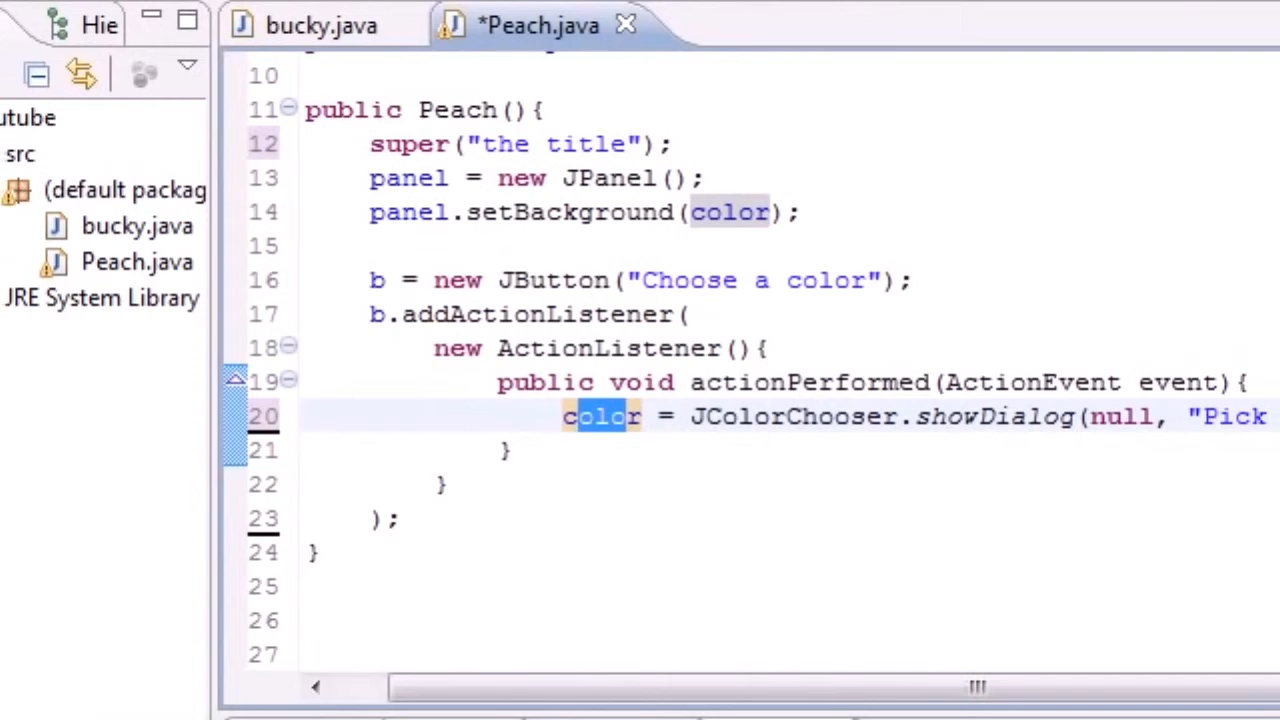 Hie
bucky.java
*Peach.java
utube
src
(default packag
bucky.java
Peach.java
JRE System Library
10
11 public Peach(){
12 super("the title");
13 panel = new JPanel();
14 panel.setBackground(color);
15
16 b = new JButton("Choose a color");
17 b.addActionListener(
18 new ActionListener(){
19 public void actionPerformed(ActionEvent event){
20 color = JColorChooser.showDialog(null, "Pick
21 }
22 }
23 );
24 }
25
26
27